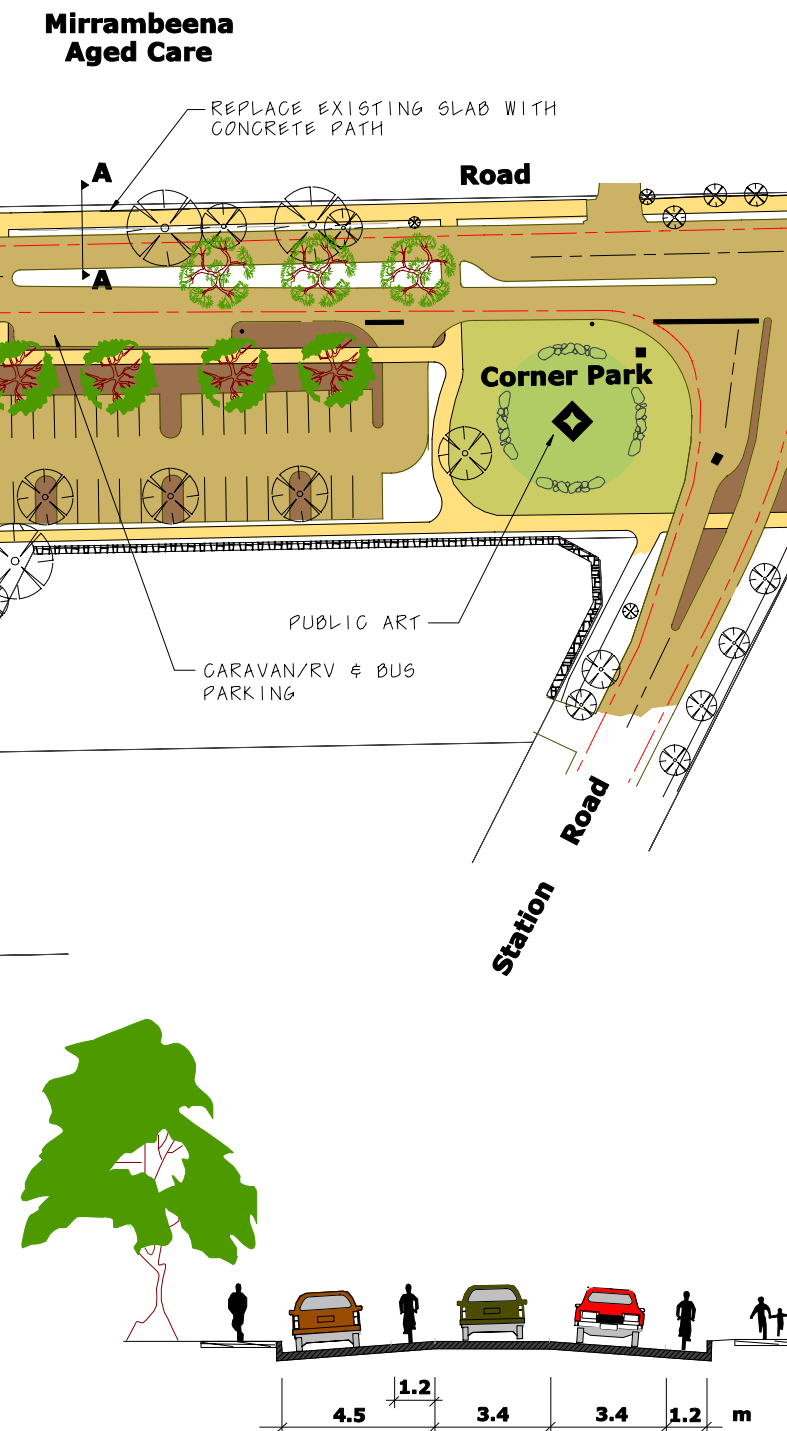 Mirrambeena
Aged Care
REPLACE EXISTING SLAB WITH
CONCRETE PATH
A
Road
A
Corner Park
PUBLIC ART
CARAVAN/RV & BUS
PARKING
Road
Station
1.2
4.5 3.4 3.4 1.2 m